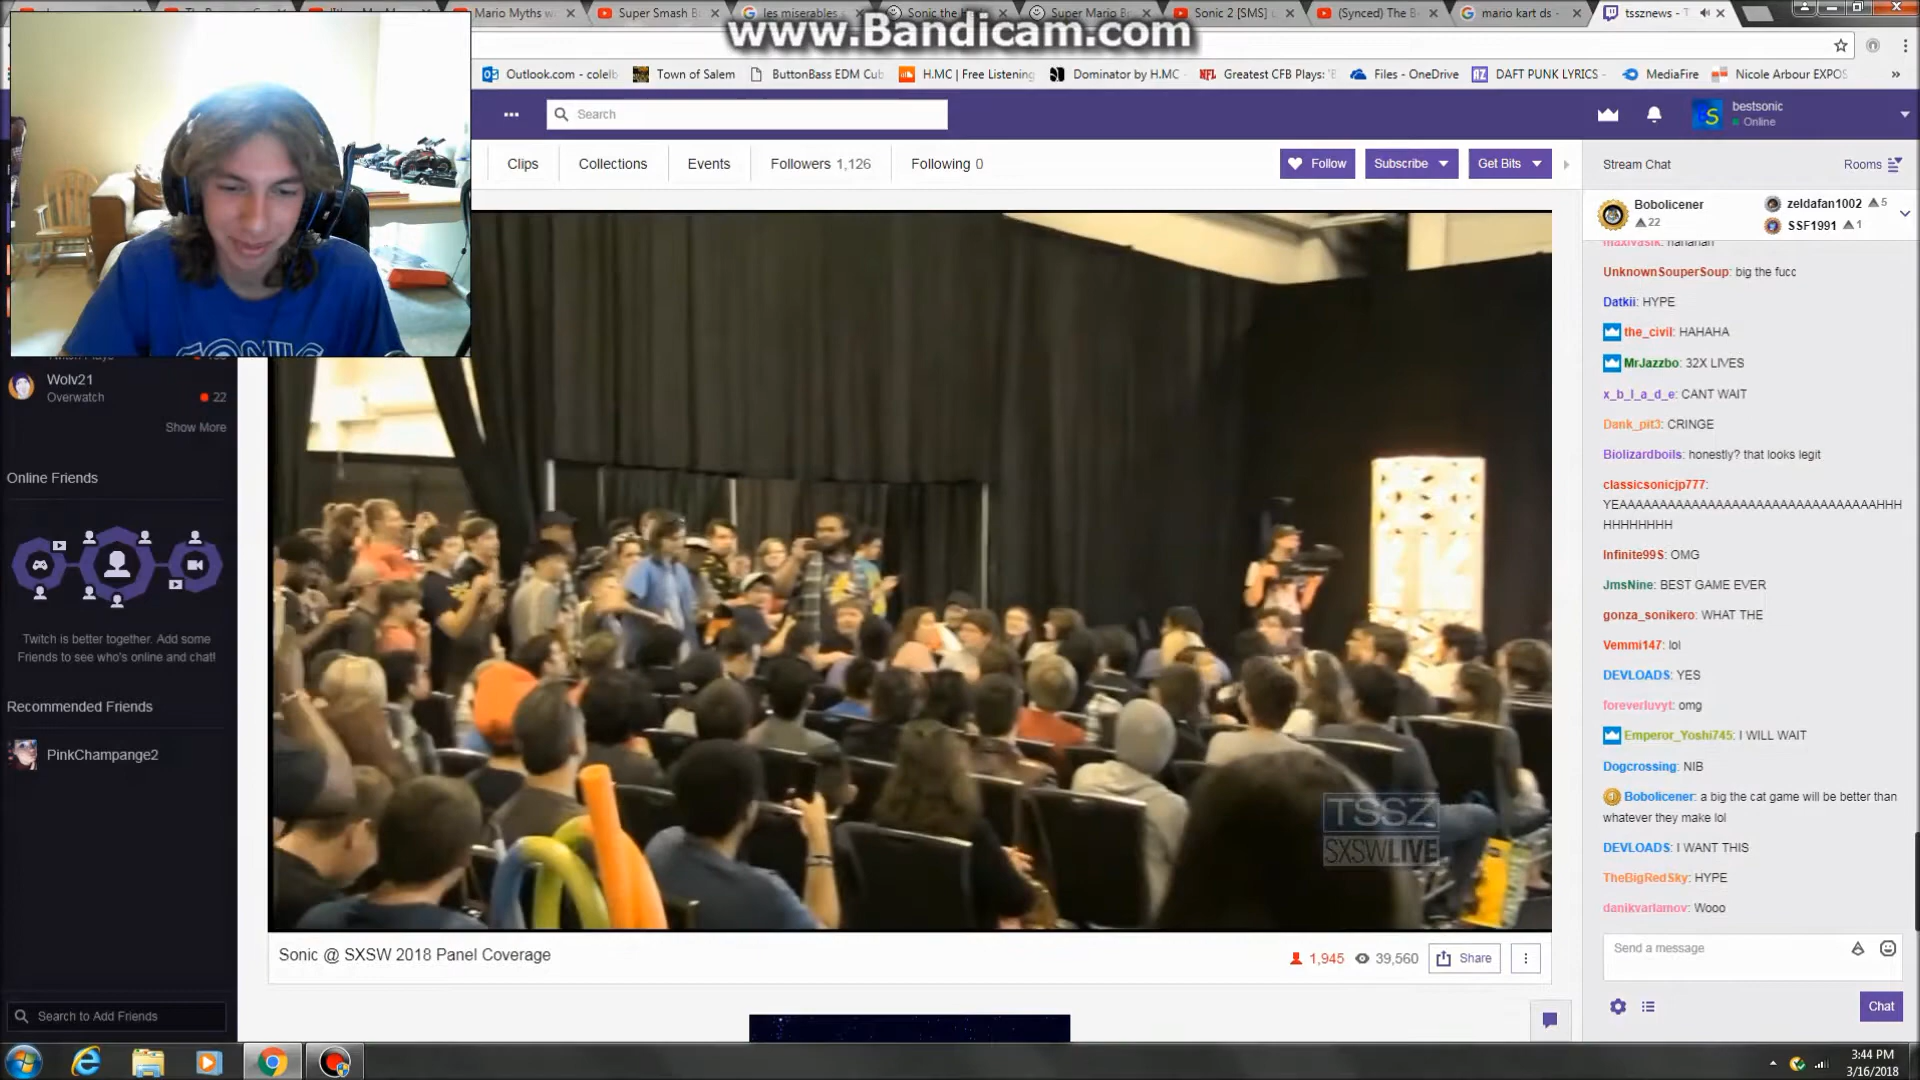 Mario Myths w
Super Smash B
les miserables
Sonic the H
Super Mario B
Sonic 2 [SMS]
(Synced) The B
mario kart ds -
tssznews - T
www.Bandicam.com
Outlook.com - colelb
Town of Salem
ButtonBass EDM Cub
H.MC | Free Listening
Dominator by H.MC
NFL
Greatest CFB Plays: 'E
Files - OneDrive
AZ
DAFT PUNK LYRICS -
MediaFire
Nicole Arbour EXPOS
Search
bestsonic
Online
Clips
Collections
Events
Followers 1,126
Following 0
Follow
Subscribe
Get Bits
Stream Chat
Rooms
Bobolicener
22
zeldafan1002 5
SSF1991 1
UnknownSouperSoup: big the fucc
Datkii: HYPE
the_civil: HAHAHA
MrJazzbo: 32X LIVES
x_b_l_a_d_e: CANT WAIT
Dank_pit3: CRINGE
Biolizardboils: honestly? that looks legit
classicsonicjp777:
YEAAAAAAAAAAAAAAAAAAAAAAAAAAAAAAAHHH
HHHHHHHHHH
Infinite99S: OMG
JmsNine: BEST GAME EVER
gonza_sonikero: WHAT THE
Vemmi147: lol
DEVLOADS: YES
foreverluvyt: omg
Emperor_Yoshi745: I WILL WAIT
Dogcrossing: NIB
Bobolicener: a big the cat game will be better than
whatever they make lol
DEVLOADS: I WANT THIS
TheBigRedSky: HYPE
danikvarlamov: Wooo
Send a message
Chat
Wolv21
Overwatch
22
Show More
Online Friends
Twitch is better together. Add some
Friends to see who's online and chat!
Recommended Friends
PinkChampange2
Search to Add Friends
TSSZ
SXSWLIVE
Sonic @ SXSW 2018 Panel Coverage
1,945
39,560
Share
3:44 PM
3/16/2018